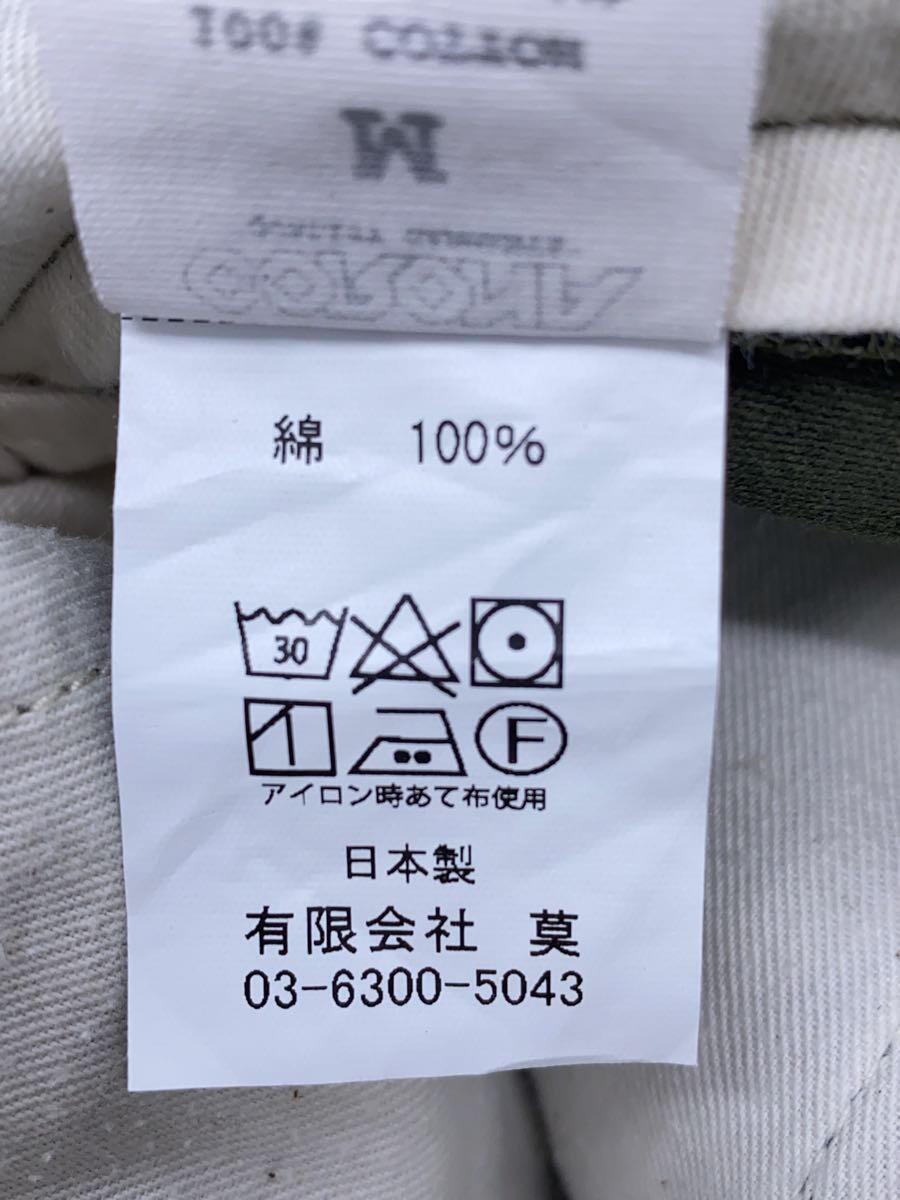 100% COTTON
M
綿 100%
30
F
アイロン時あて布使用
日本製
有限会社 莫
03-6300-5043